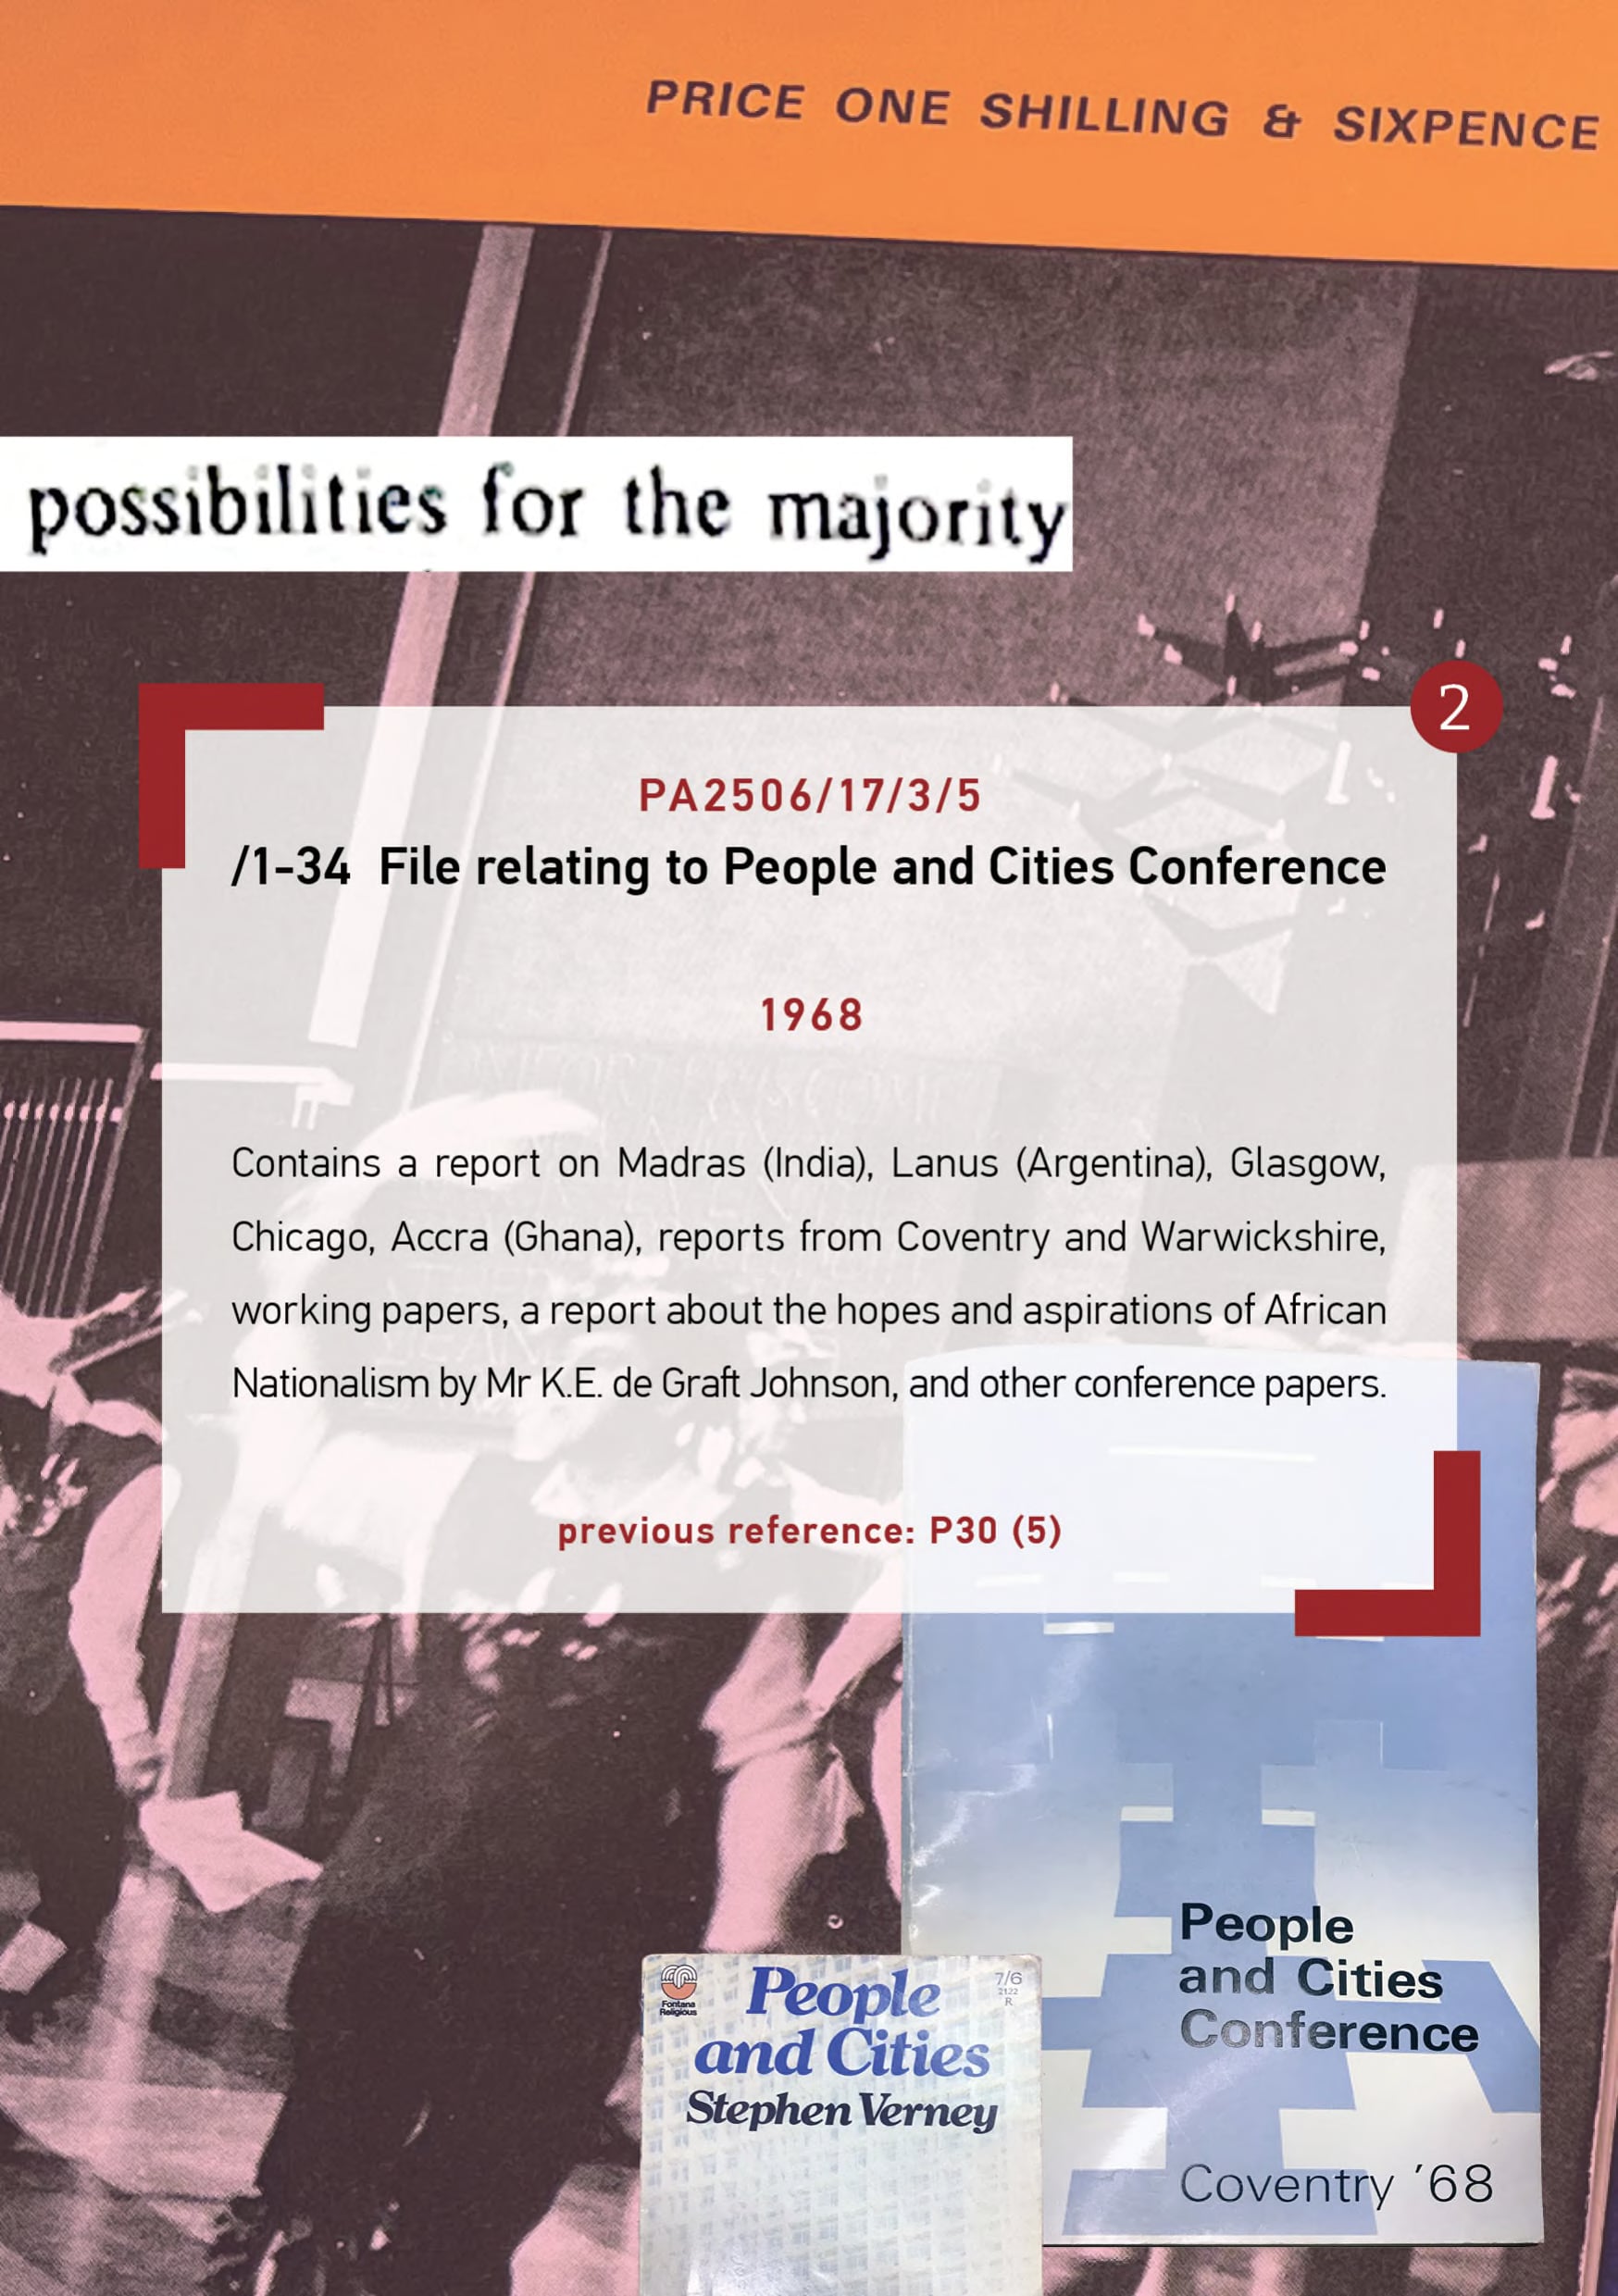 PRICE ONE SHILLING & SIXPENCE
possibilities for the majority
2
PA2506/17/3/5
/1-34 File relating to People and Cities Conference
1968
Contains a report on Madras (India), Lanus (Argentina), Glasgow,
Chicago, Accra (Ghana), reports from Coventry and Warwickshire,
working papers, a report about the hopes and aspirations of African
Nationalism by Mr K.E. de Graft Johnson, and other conference papers.
previous reference: P30 (5)
People
and Cities
Conference
Coventry '68
Fontana
Religious
7/6
2122
R
People
and Cities
Stephen Verney